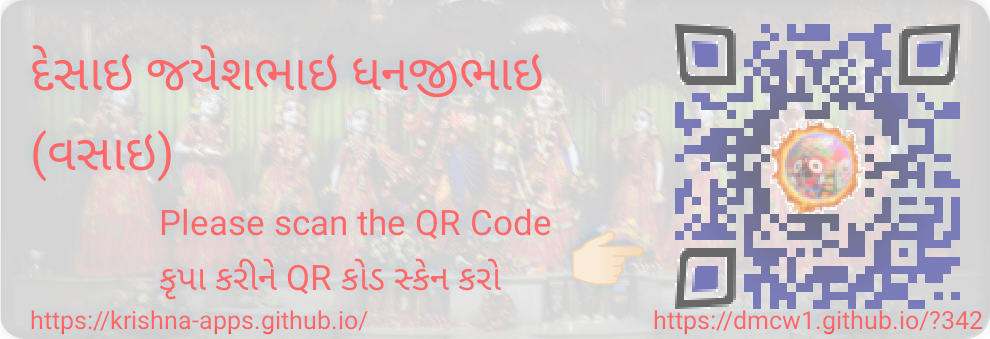 દેસાઇ જયેશભાઇ ધનજીભાઇ
(વસાઇ)
Please scan the QR Code
કૃપા કરીને QR કોડ સ્કેન કરો
https://krishna-apps.github.io/
https://dmcw1.github.io/?342